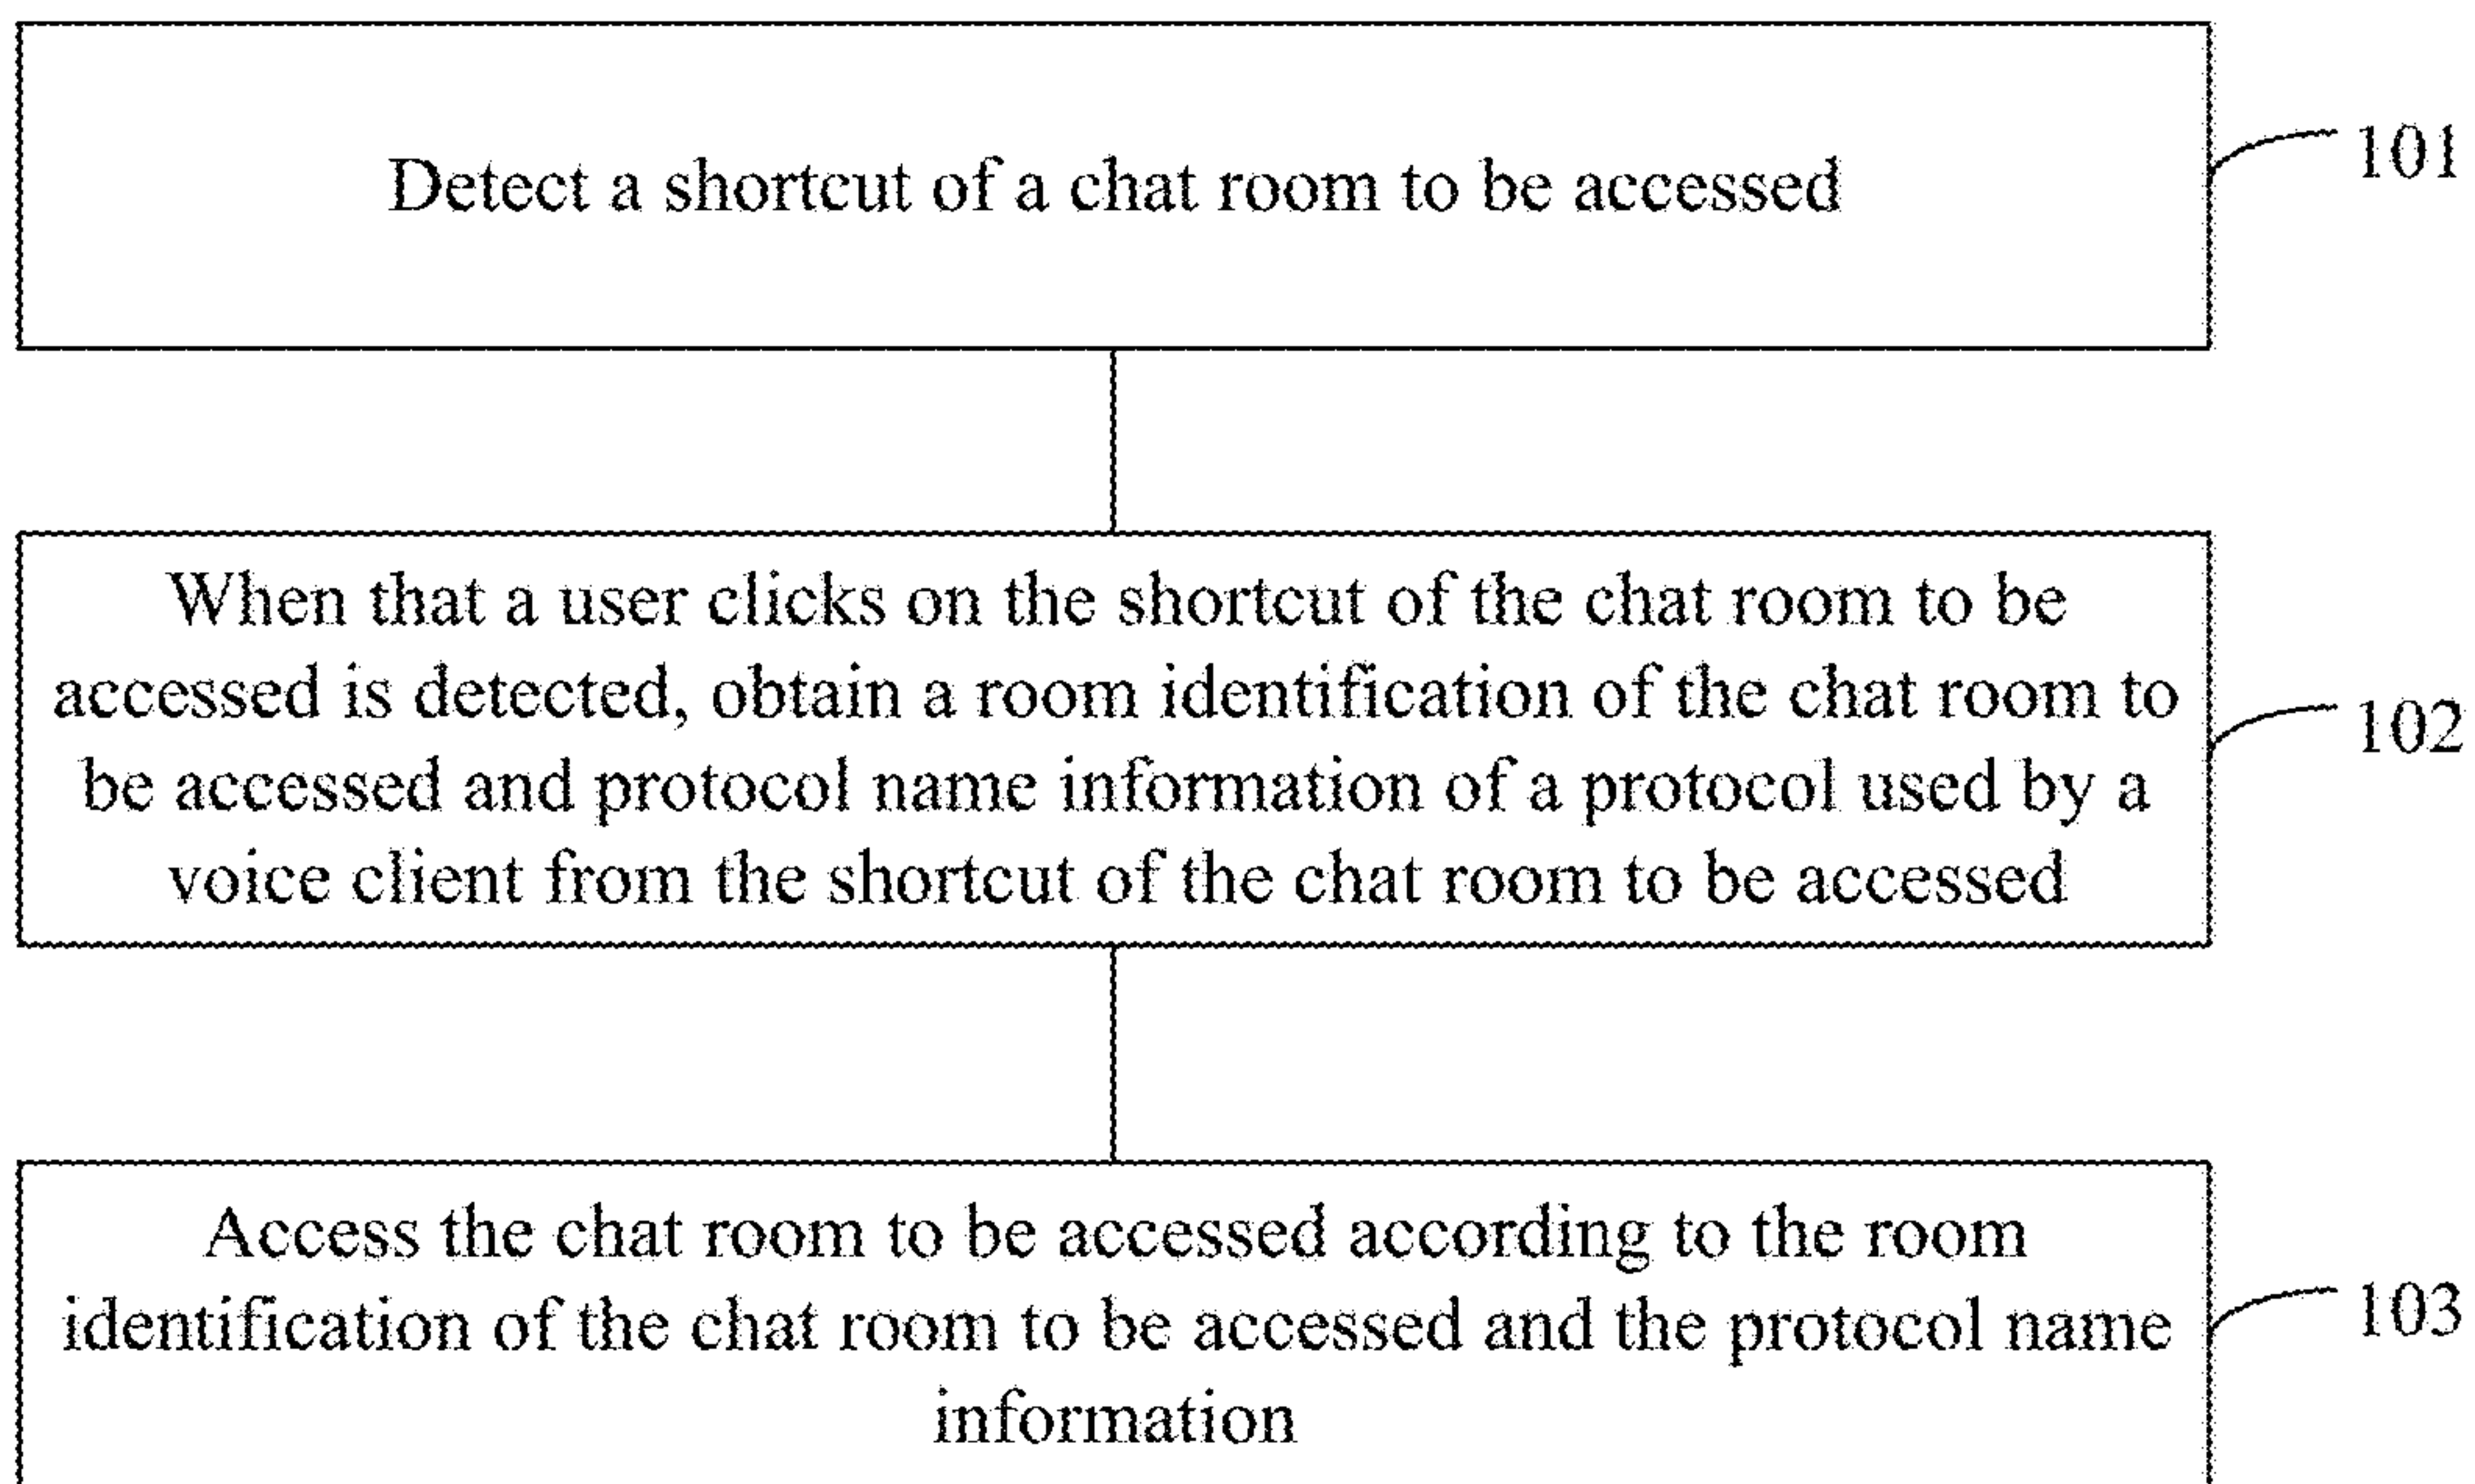 Detect a shortcut of a chat room to be accessed
101
When that a user clicks on the shortcut of the chat room to be
accessed is detected, obtain a room identification of the chat room to
be accessed and protocol name information of a protocol used by a
voice client from the shortcut of the chat room to be accessed
102
Access the chat room to be accessed according to the room
identification of the chat room to be accessed and the protocol name
information
103